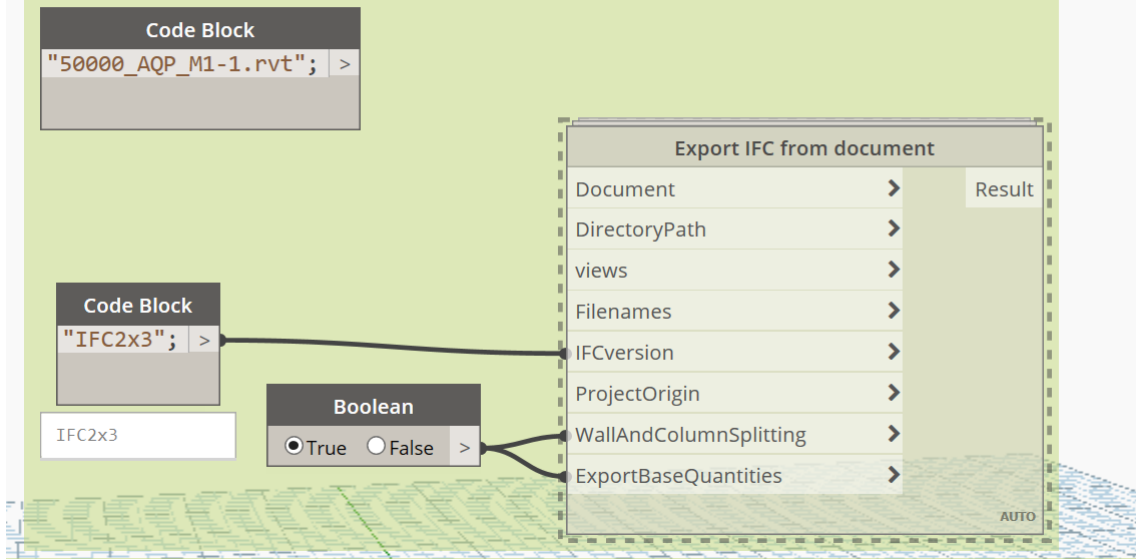 Code Block
"50000_AQP_M1-1.rvt"; >
Export IFC from document
Document
Result
DirectoryPath
views
Filenames
IFCversion
ProjectOrigin
WallAndColumnSplitting
ExportBaseQuantities
AUTO
Code Block
"IFC2x3"; >
IFC2x3
Boolean
True False >